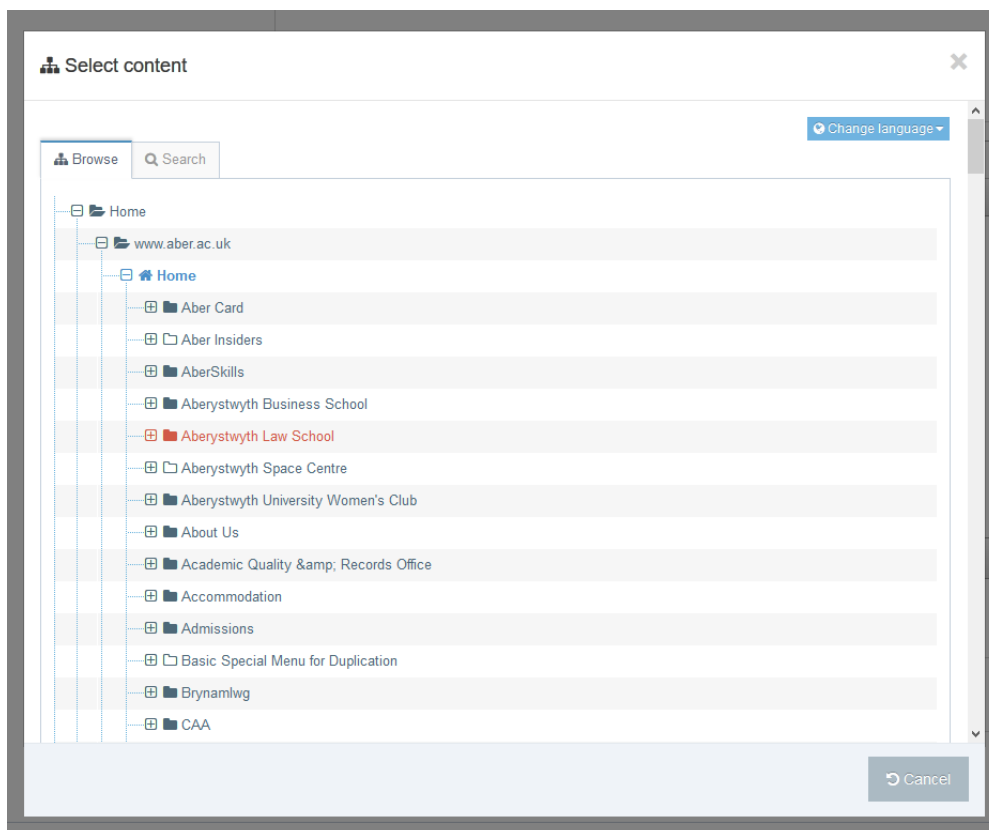 Select content
Change language
Browse
Search
Home
www.aber.ac.uk
Home
Aber Card
Aber Insiders
AberSkills
Aberystwyth Business School
Aberystwyth Law School
Aberystwyth Space Centre
Aberystwyth University Women's Club
About Us
Academic Quality &amp; Records Office
Accommodation
Admissions
Basic Special Menu for Duplication
Brynamlwg
CAA
Cancel